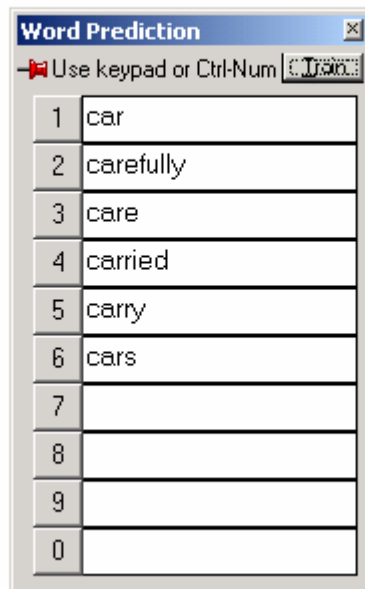 Word Prediction
Use keypad or Ctrl-Num Train
1 car
2 carefully
3 care
4 carried
5 carry
6 cars
7
8
9
0